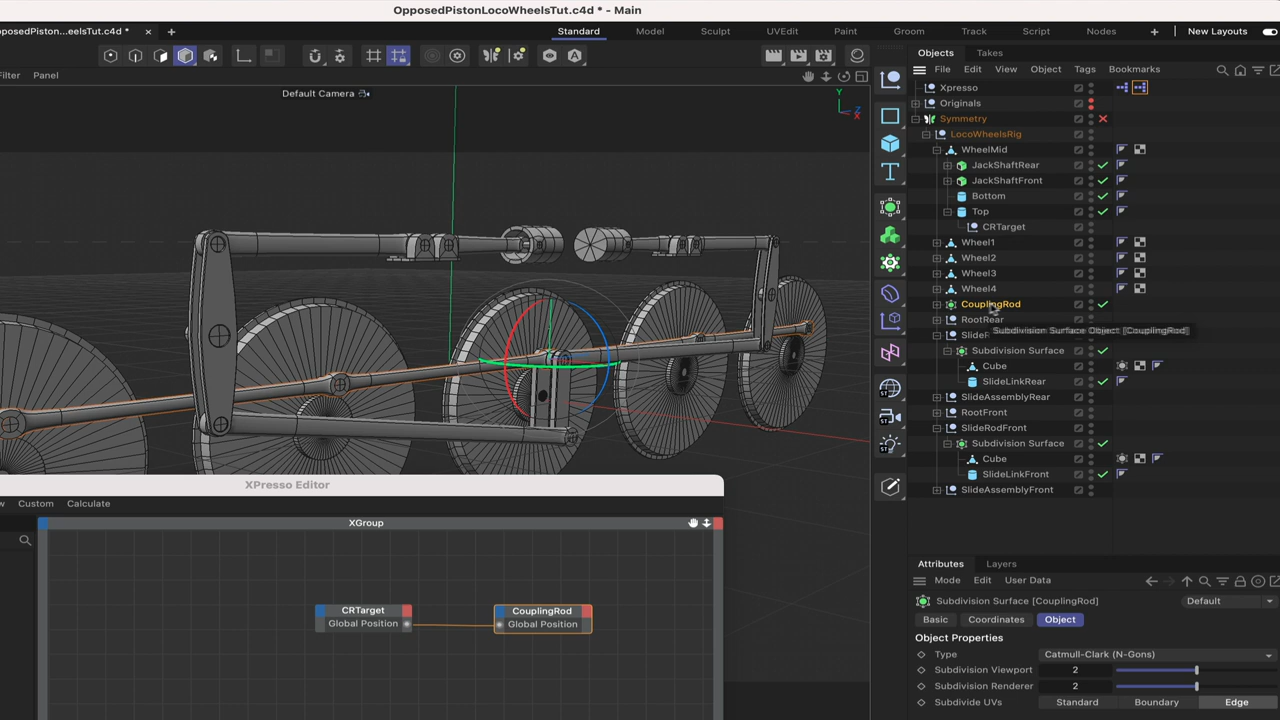 OpposedPistonLocoWheelsTut.c4d * - Main
pposedPiston...eelsTut.c4d *
Standard
Model
Sculpt
UVEdit
Paint
Groom
Track
Script
Nodes
New Layouts
Filter
Panel
Default Camera
Y
Z
X
Objects
Takes
File
Edit
View
Object
Tags
Bookmarks
Xpresso
Originals
Symmetry
LocoWheelsRig
WheelMid
JackShaftRear
JackShaftFront
Bottom
Top
CRTarget
Wheel1
Wheel2
Wheel3
Wheel4
CouplingRod
RootRear
Subdivision Surface Object [CouplingRod]
Subdivision Surface
Cube
SlideLinkRear
SlideAssemblyRear
RootFront
SlideRodFront
Subdivision Surface
Cube
SlideLinkFront
SlideAssemblyFront
XPresso Editor
Custom
Calculate
XGroup
CRTarget
Global Position
CouplingRod
Global Position
Attributes
Layers
Mode
Edit
User Data
Subdivision Surface [CouplingRod]
Default
Basic
Coordinates
Object
Object Properties
Type
Catmull-Clark (N-Gons)
Subdivision Viewport
2
Subdivision Renderer
2
Subdivide UVs
Standard
Boundary
Edge